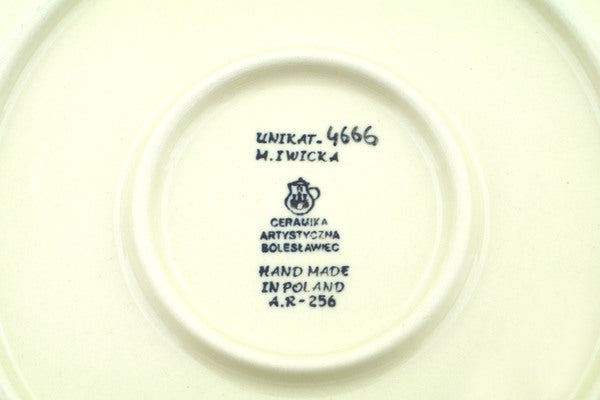 UNIKAT-4666
M. IWICKA
CERAMIKA
ARTYSTYCZNA
BOLESŁAWIEC
HAND MADE
IN POLAND
A.R-256